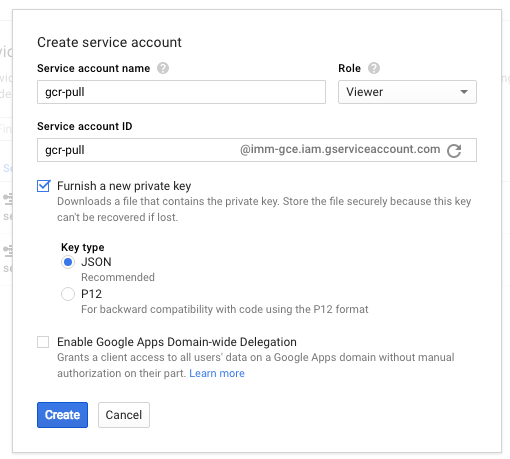 Create service account
Service account name
Role
gcr-pull
Viewer
Service account ID
gcr-pull
@imm-gce.iam.gserviceaccount.com
Furnish a new private key
Downloads a file that contains the private key. Store the file securely because this key
can't be recovered if lost.
Key type
JSON
Recommended
P12
For backward compatibility with code using the P12 format
Enable Google Apps Domain-wide Delegation
Grants a client access to all users' data on a Google Apps domain without manual
authorization on their part. Learn more
Create
Cancel